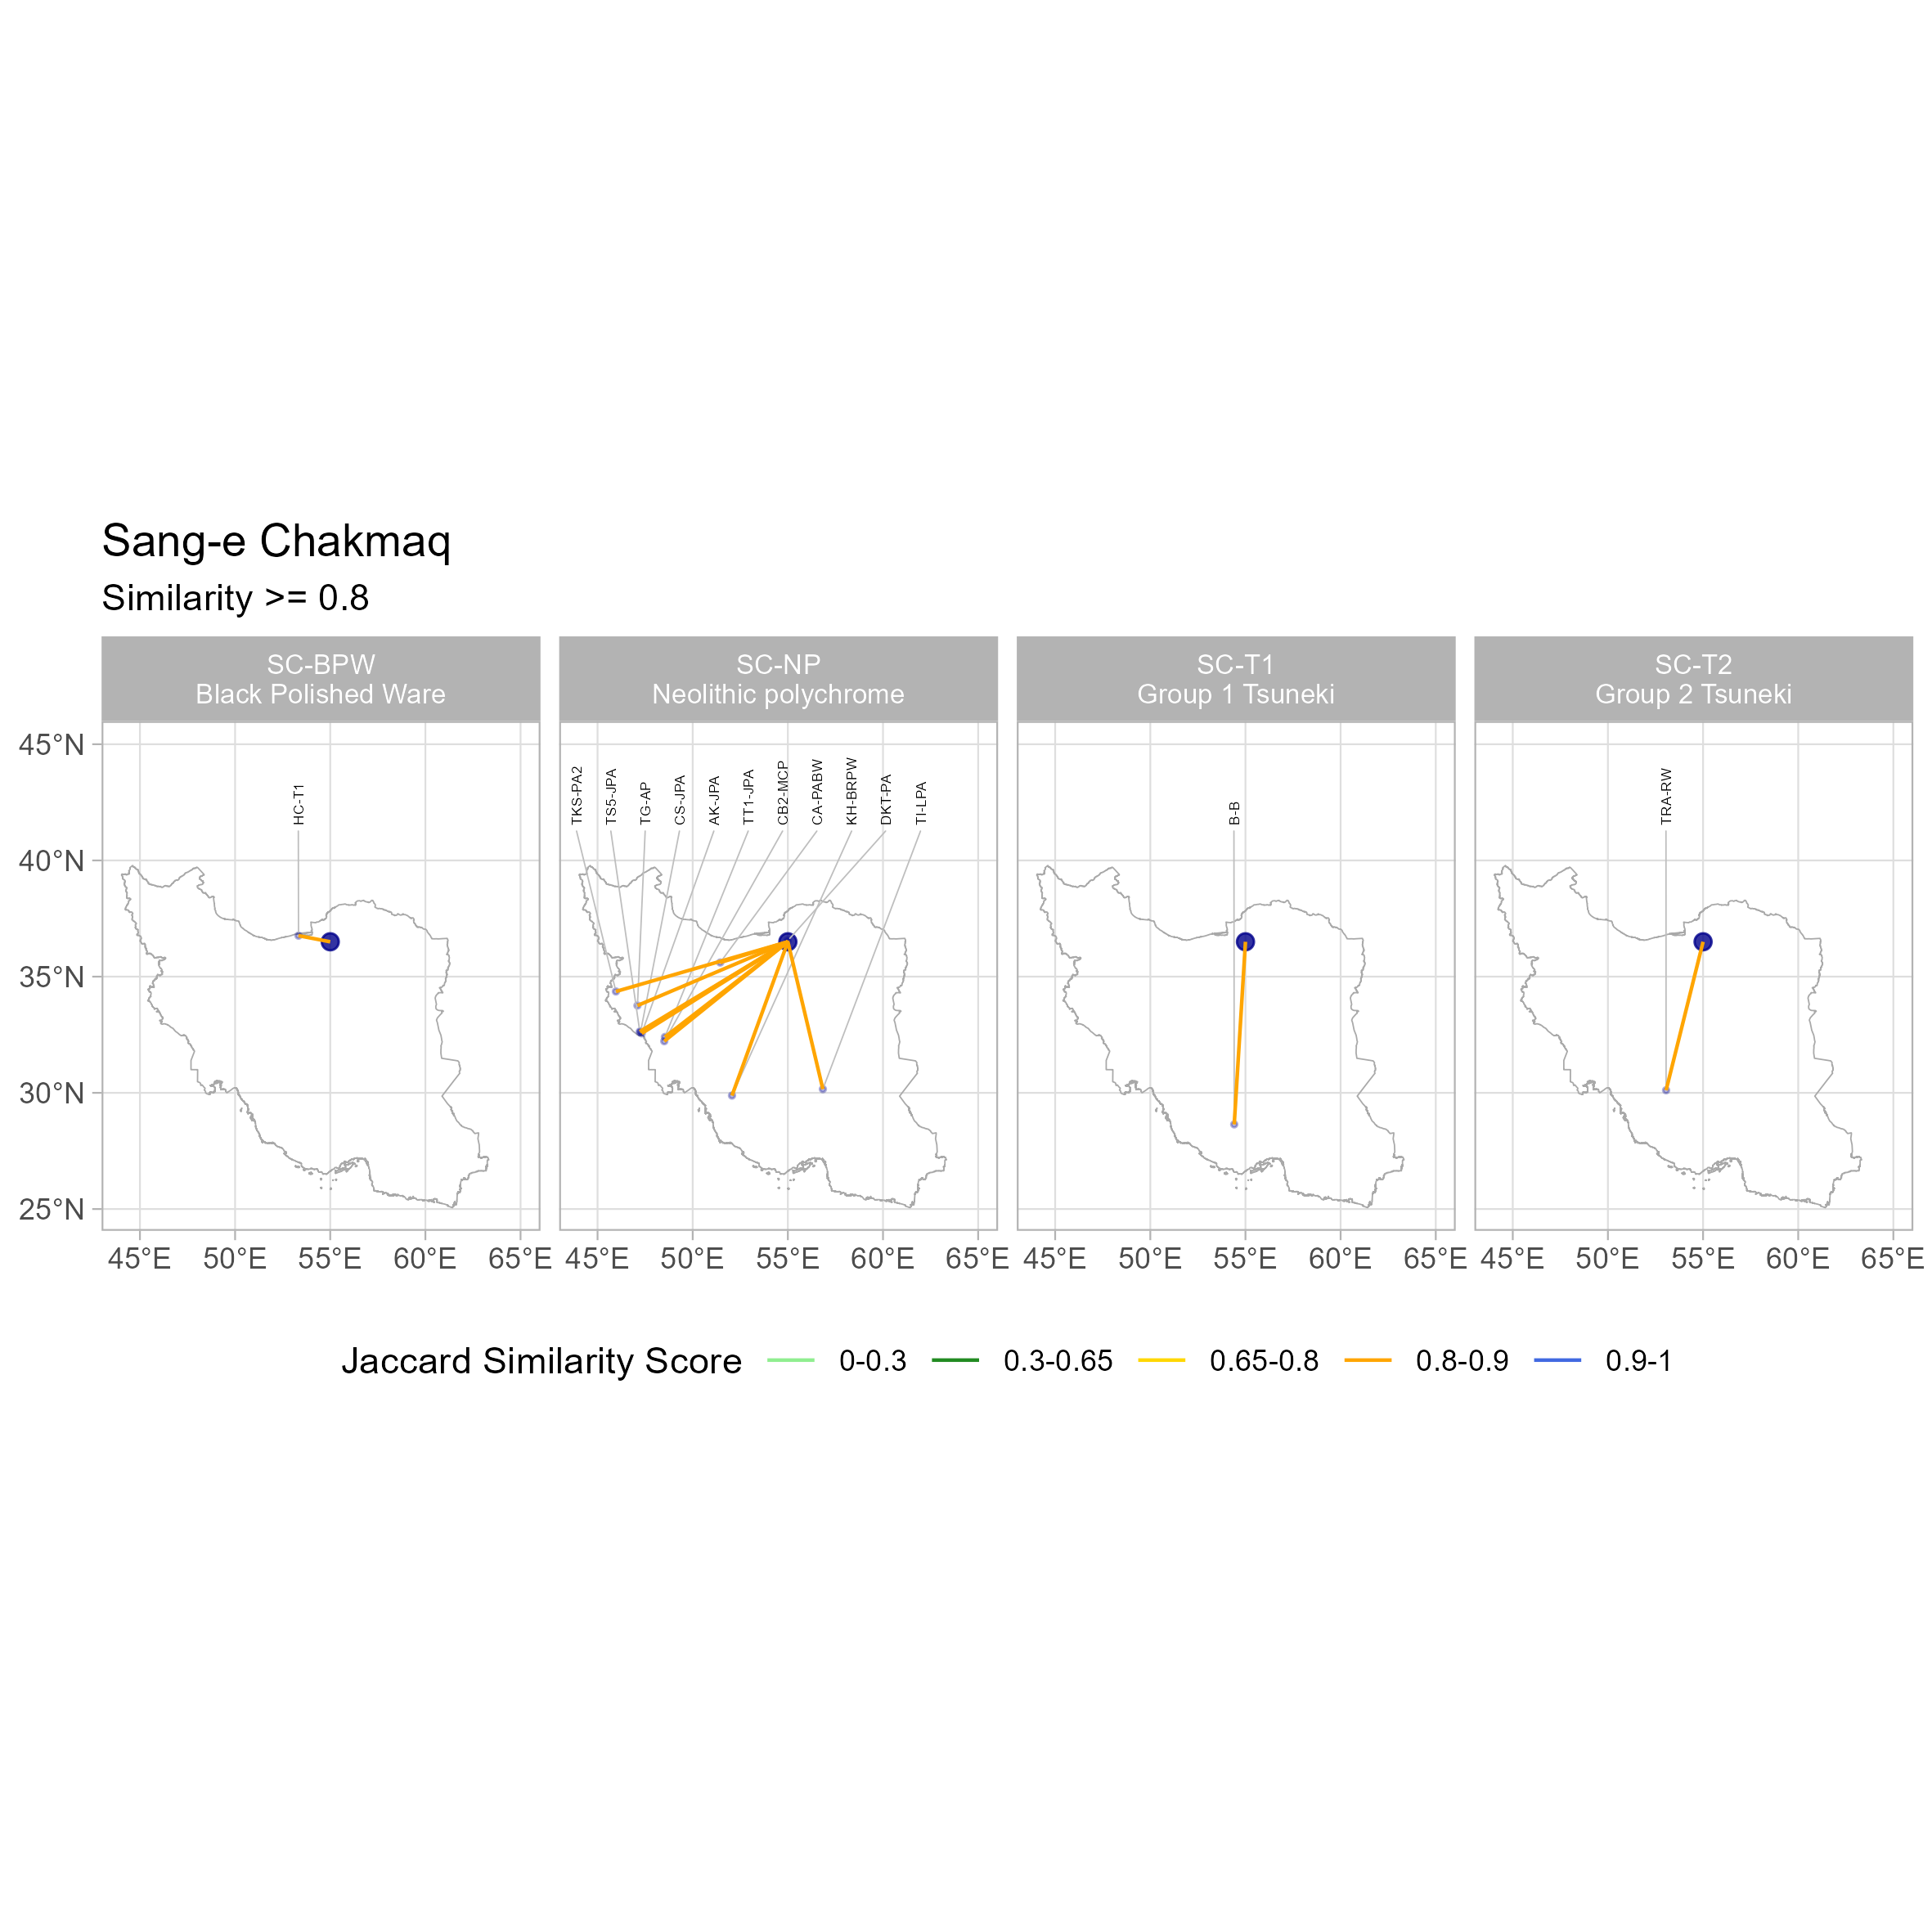 Sang-e Chakmaq
Similarity >= 0.8
SC-BPW
Black Polished Ware
SC-NP
Neolithic polychrome
SC-T1
Group 1 Tsuneki
SC-T2
Group 2 Tsuneki
45°N
40°N
35°N
30°N
25°N
HC-T1
TKS-PA2
TS5-JPA
TG-AP
CS-JPA
AK-JPA
TT1-JPA
CB2-MCP
CA-PABW
KH-BRPW
DKT-PA
TI-LPA
B-B
TRA-RW
45°E 50°E 55°E 60°E 65°E 45°E 50°E 55°E 60°E 65°E 45°E 50°E 55°E 60°E 65°E 45°E 50°E 55°E 60°E 65°E
Jaccard Similarity Score 0-0.3 0.3-0.65 0.65-0.8 0.8-0.9 0.9-1